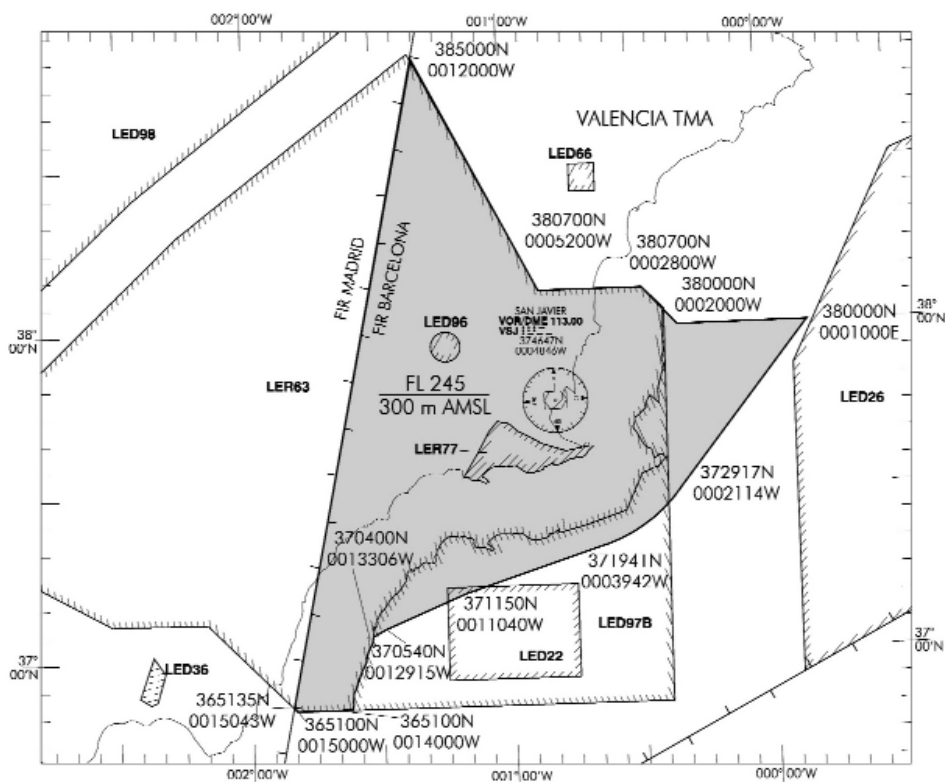 002°00'W
001°00'W
000°00'W
385000N
0012000W
VALENCIA TMA
LED98
LED66
380700N
0005200W
380700N
0002800W
FIR MADRID
FIR BARCELONA
380000N
0002000W
38°
00'N
38°
00'N
380000N
0001000E
SAN JAVIER
VOR/DME 113.00
VSJ
374647N
0004846W
LED96
LER63
FL 245
300 m AMSL
LED26
LER77
372917N
0002114W
370400N
0013306W
371941N
0003942W
371150N
0011040W
LED97B
37°
00'N
37°
00'N
LED36
370540N
0012915W
LED22
365135N
0015043W
365100N
0015000W
365100N
0014000W
002°00'W
001°00'W
000°00'W